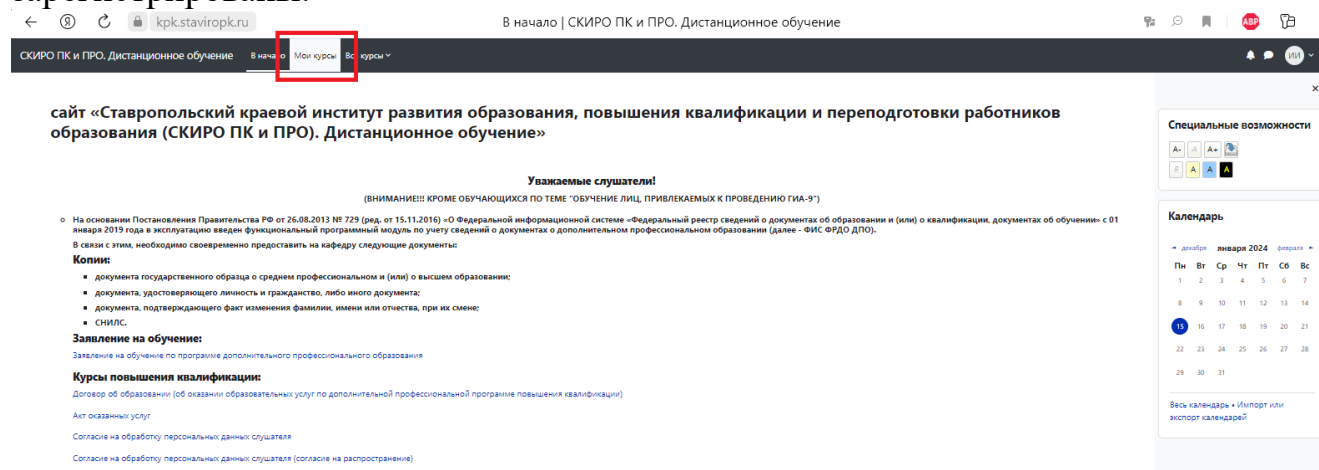 зарегистрированы.
kpk.staviropk.ru
В начало | СКИРО ПК и ПРО. Дистанционное обучение
ABP
СКИРО ПК и ПРО. Дистанционное обучение В начало Мои курсы Все курсы
ИИ
сайт «Ставропольский краевой институт развития образования, повышения квалификации и переподготовки работников
образования (СКИРО ПК и ПРО). Дистанционное обучение»
Уважаемые слушатели!
(ВНИМАНИЕ!!! КРОМЕ ОБУЧАЮЩИХСЯ ПО ТЕМЕ "ОБУЧЕНИЕ ЛИЦ, ПРИВЛЕКАЕМЫХ К ПРОВЕДЕНИЮ ГИА-9")
На основании Постановления Правительства РФ от 26.08.2013 № 729 (ред. от 15.11.2016) «О Федеральной информационной системе «Федеральный реестр сведений о документах об образовании и (или) о квалификации, документах об обучении» с 01
января 2019 года в эксплуатацию введен функциональный программный модуль по учету сведений о документах о дополнительном профессиональном образовании (далее - ФИС ФРДО ДПО).
В связи с этим, необходимо своевременно предоставить на кафедру следующие документы:
Копии:
документа государственного образца о среднем профессиональном и (или) о высшем образовании;
документа, удостоверяющего личность и гражданство, либо иного документа;
документа, подтверждающего факт изменения фамилии, имени или отчества, при их смене;
СНИЛС.
Заявление на обучение:
Заявление на обучение по программе дополнительного профессионального образования
Курсы повышения квалификации:
Договор об образовании (об оказании образовательных услуг по дополнительной профессиональной программе повышения квалификации)
Акт оказанных услуг
Согласие на обработку персональных данных слушателя
Согласие на обработку персональных данных слушателя (согласие на распространение)
Специальные возможности
A- A A+
A A A
Календарь
декабря января 2024 февраля
Пн Вт Ср Чт Пт Сб Вс
1 2 3 4 5 6 7
8 9 10 11 12 13 14
15 16 17 18 19 20 21
22 23 24 25 26 27 28
29 30 31
Весь календарь • Импорт или
экспорт календарей